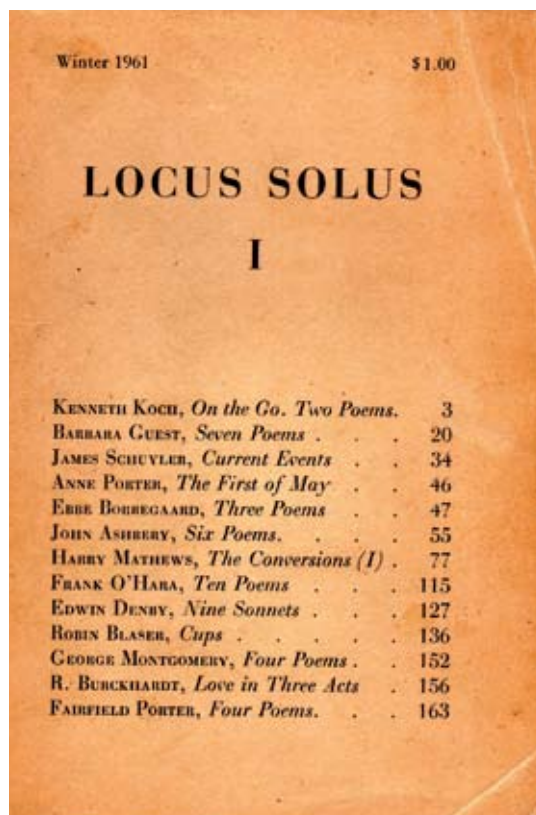 Winter 1961 $1.00
LOCUS SOLUS
I
KENNETH KOCH, On the Go. Two Poems. 3
BARBARA GUEST, Seven Poems . . . 20
JAMES SCHUYLER, Current Events . . 34
ANNE PORTER, The First of May . . 46
EBBE BORREGAARD, Three Poems . . 47
JOHN ASHBERY, Six Poems. . . . 55
HARRY MATHEWS, The Conversions (I) . 77
FRANK O'HARA, Ten Poems . . . 115
EDWIN DENBY, Nine Sonnets . . . 127
ROBIN BLASER, Cups . . . . . 136
GEORGE MONTGOMERY, Four Poems . . 152
R. BURCKHARDT, Love in Three Acts . 156
FAIRFIELD PORTER, Four Poems. . . 163